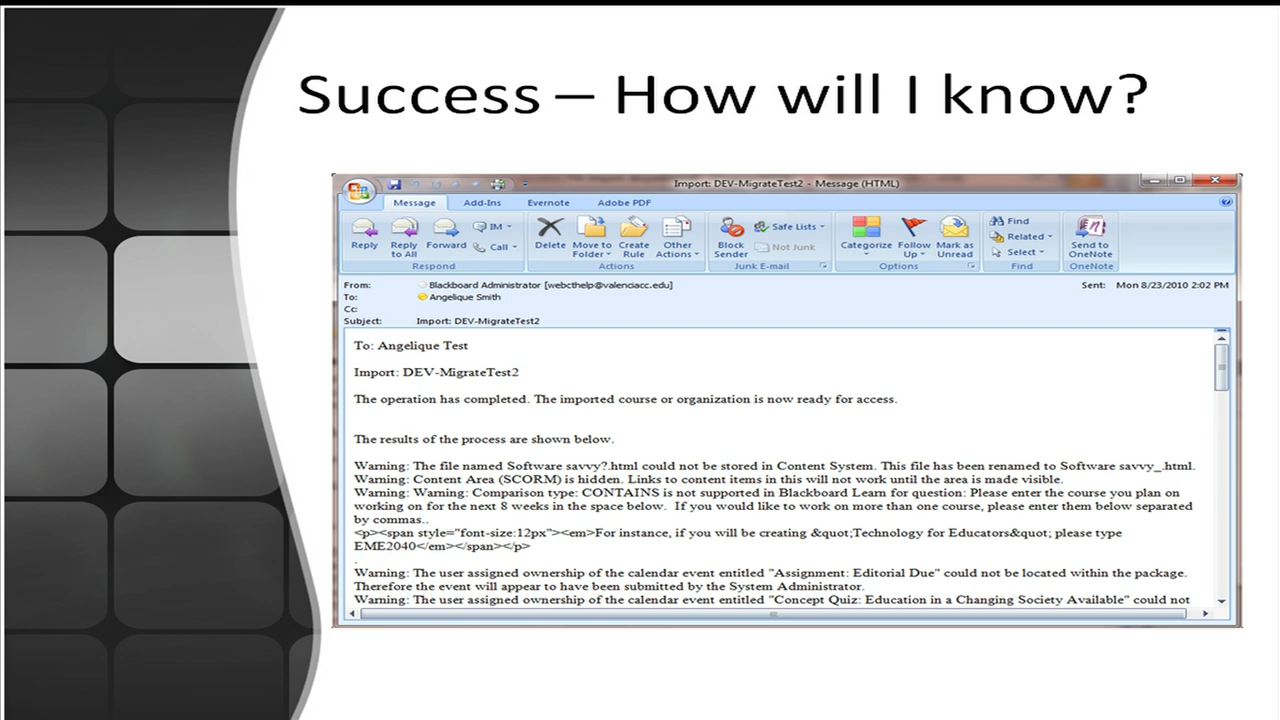 Success – How will I know?
Import: DEV-MigrateTest2 - Message (HTML)
Message Add-Ins Evernote Adobe PDF
Reply
Reply to All
Forward
IM
Call
Respond
Delete
Move to Folder
Create Rule
Other Actions
Actions
Block Sender
Safe Lists
Not Junk
Junk E-mail
Categorize
Follow Up
Mark as Unread
Options
Find
Related
Select
Find
Send to OneNote
OneNote
From: Blackboard Administrator [webcthelp@valenciacc.edu] Sent: Mon 8/23/2010 2:02 PM
To: Angelique Smith
Cc:
Subject: Import: DEV-MigrateTest2
To: Angelique Test
Import: DEV-MigrateTest2
The operation has completed. The imported course or organization is now ready for access.
The results of the process are shown below.
Warning: The file named Software savvy?.html could not be stored in Content System. This file has been renamed to Software savvy_.html.
Warning: Content Area (SCORM) is hidden. Links to content items in this will not work until the area is made visible.
Warning: Warning: Comparison type: CONTAINS is not supported in Blackboard Learn for question: Please enter the course you plan on
working on for the next 8 weeks in the space below. If you would like to work on more than one course, please enter them below separated
by commas..
<p><span style="font-size:12px"><em>For instance, if you will be creating &quot;Technology for Educators&quot; please type
EME2040</em></span></p>
.
Warning: The user assigned ownership of the calendar event entitled "Assignment: Editorial Due" could not be located within the package.
Therefore the event will appear to have been submitted by the System Administrator.
Warning: The user assigned ownership of the calendar event entitled "Concept Quiz: Education in a Changing Society Available" could not